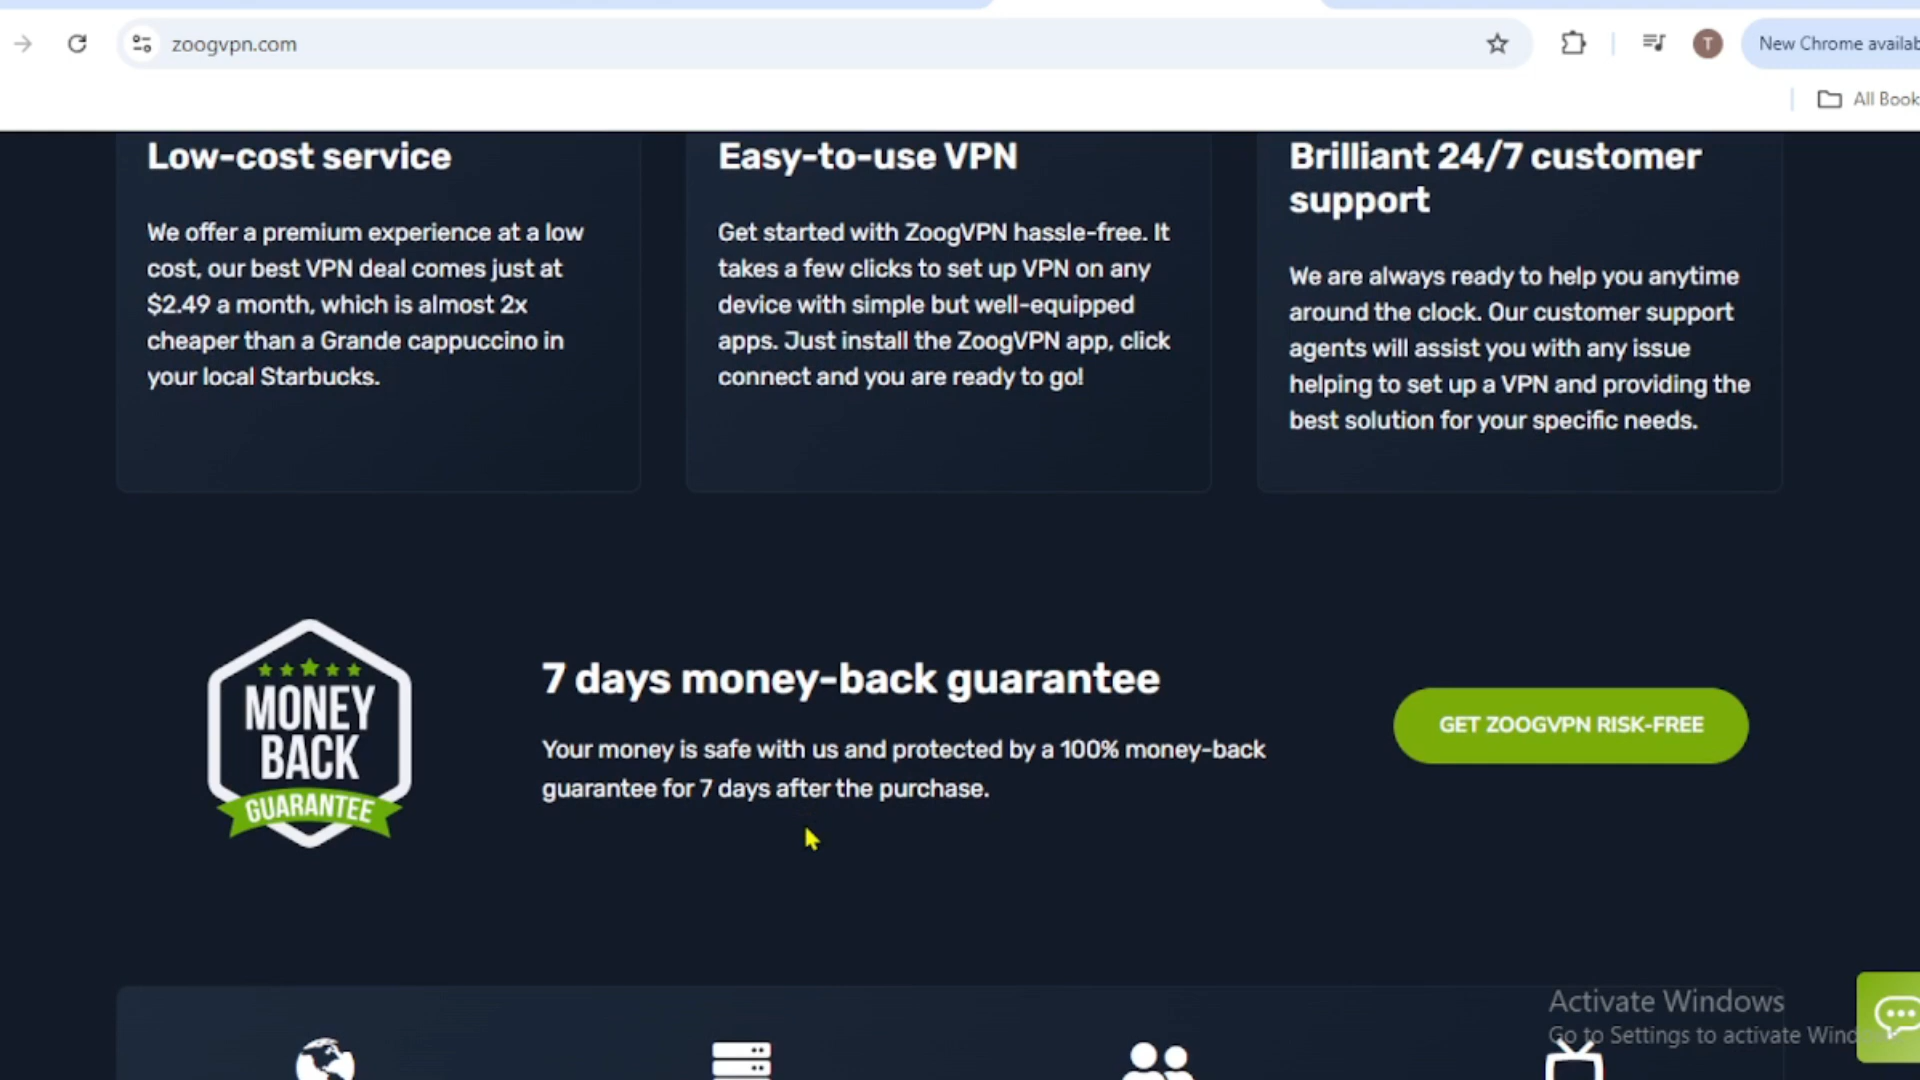 zoogvpn.com
T
New Chrome availab
All Book
Low-cost service
We offer a premium experience at a low
cost, our best VPN deal comes just at
$2.49 a month, which is almost 2x
cheaper than a Grande cappuccino in
your local Starbucks.
Easy-to-use VPN
Get started with ZoogVPN hassle-free. It
takes a few clicks to set up VPN on any
device with simple but well-equipped
apps. Just install the ZoogVPN app, click
connect and you are ready to go!
Brilliant 24/7 customer
support
We are always ready to help you anytime
around the clock. Our customer support
agents will assist you with any issue
helping to set up a VPN and providing the
best solution for your specific needs.
MONEY
BACK
GUARANTEE
7 days money-back guarantee
Your money is safe with us and protected by a 100% money-back
guarantee for 7 days after the purchase.
GET ZOOGVPN RISK-FREE
Activate Windows
Go to Settings to activate Wind